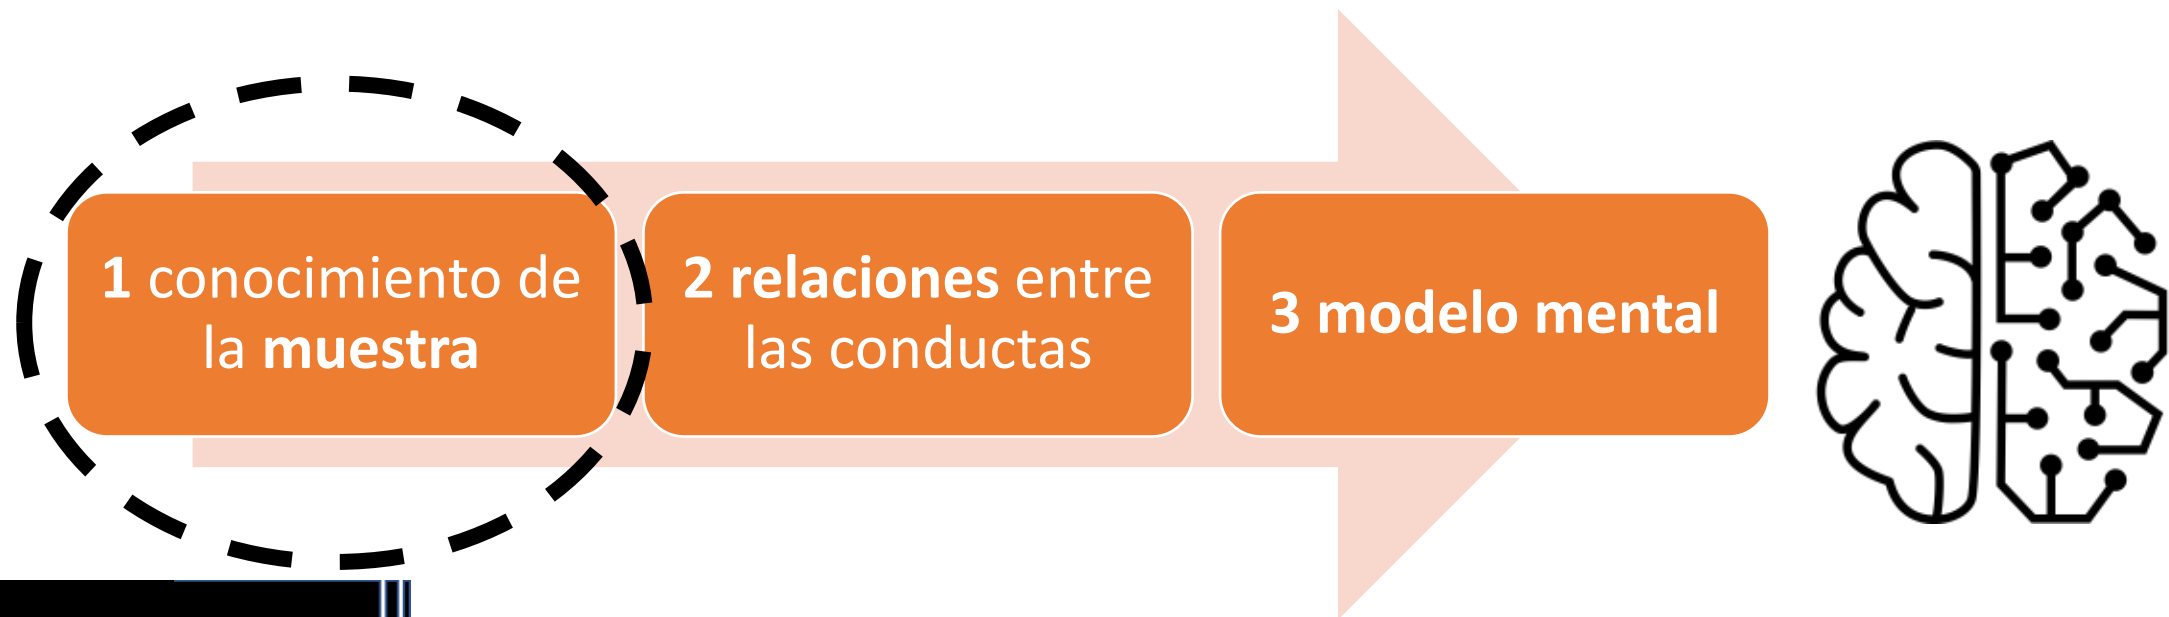 1 conocimiento de
la muestra
2 relaciones entre
las conductas
3 modelo mental